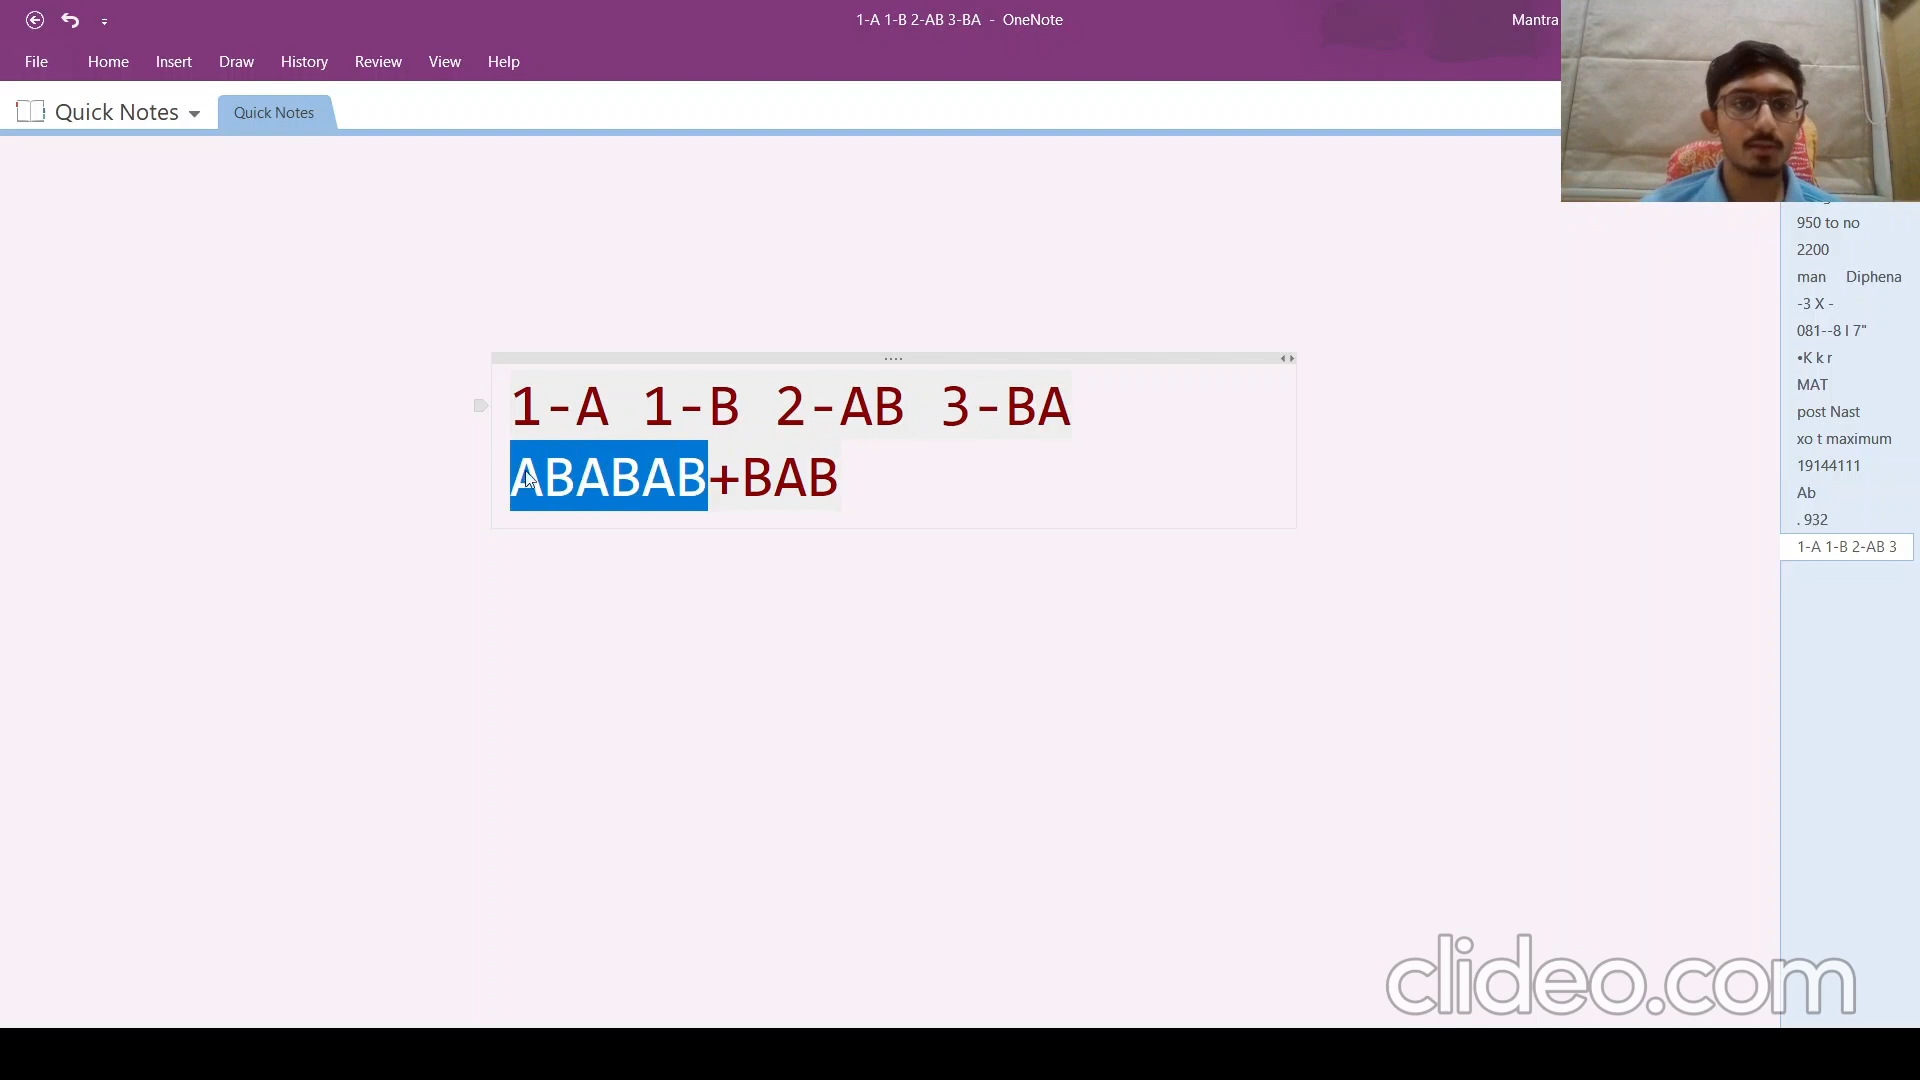 1-A 1-B 2-AB 3-BA - OneNote
Mantra
File Home Insert Draw History Review View Help
Quick Notes
Quick Notes
950 to no
2200
man Diphena
-3 X -
081--8 l 7"
•K k r
MAT
post Nast
xo t maximum
19144111
Ab
. 932
1-A 1-B 2-AB 3
1-A 1-B 2-AB 3-BA
ABABAB+BAB
clideo.com